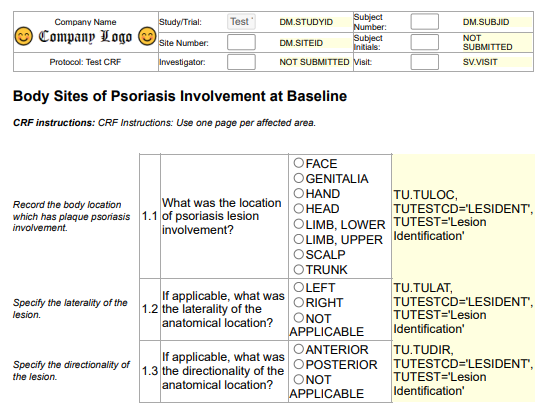 Company Name
Company Logo
Protocol: Test CRF
Study/Trial: Test DM.STUDYID
Subject Number: DM.SUBJID
Site Number: DM.SITEID
Subject Initials: NOT SUBMITTED
Investigator: NOT SUBMITTED
Visit: SV.VISIT
Body Sites of Psoriasis Involvement at Baseline
CRF instructions: CRF Instructions: Use one page per affected area.
Record the body location
which has plaque psoriasis
involvement.
1.1
What was the location
of psoriasis lesion
involvement?
FACE
GENITALIA
HAND
HEAD
LIMB, LOWER
LIMB, UPPER
SCALP
TRUNK
TU.TULOC,
TUTESTCD='LESIDENT',
TUTEST='Lesion
Identification'
Specify the laterality of the
lesion.
1.2
If applicable, what was
the laterality of the
anatomical location?
LEFT
RIGHT
NOT
APPLICABLE
TU.TULAT,
TUTESTCD='LESIDENT',
TUTEST='Lesion
Identification'
Specify the directionality of
the lesion.
1.3
If applicable, what was
the directionality of the
anatomical location?
ANTERIOR
POSTERIOR
NOT
APPLICABLE
TU.TUDIR,
TUTESTCD='LESIDENT',
TUTEST='Lesion
Identification'